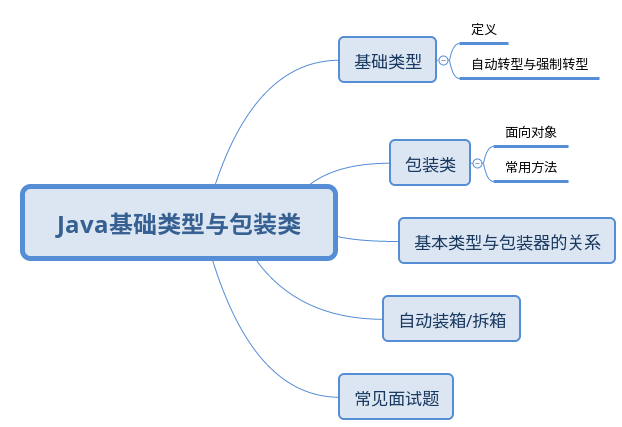 Java基础类型与包装类
基础类型
定义
自动转型与强制转型
包装类
面向对象
常用方法
基本类型与包装器的关系
自动装箱/拆箱
常见面试题